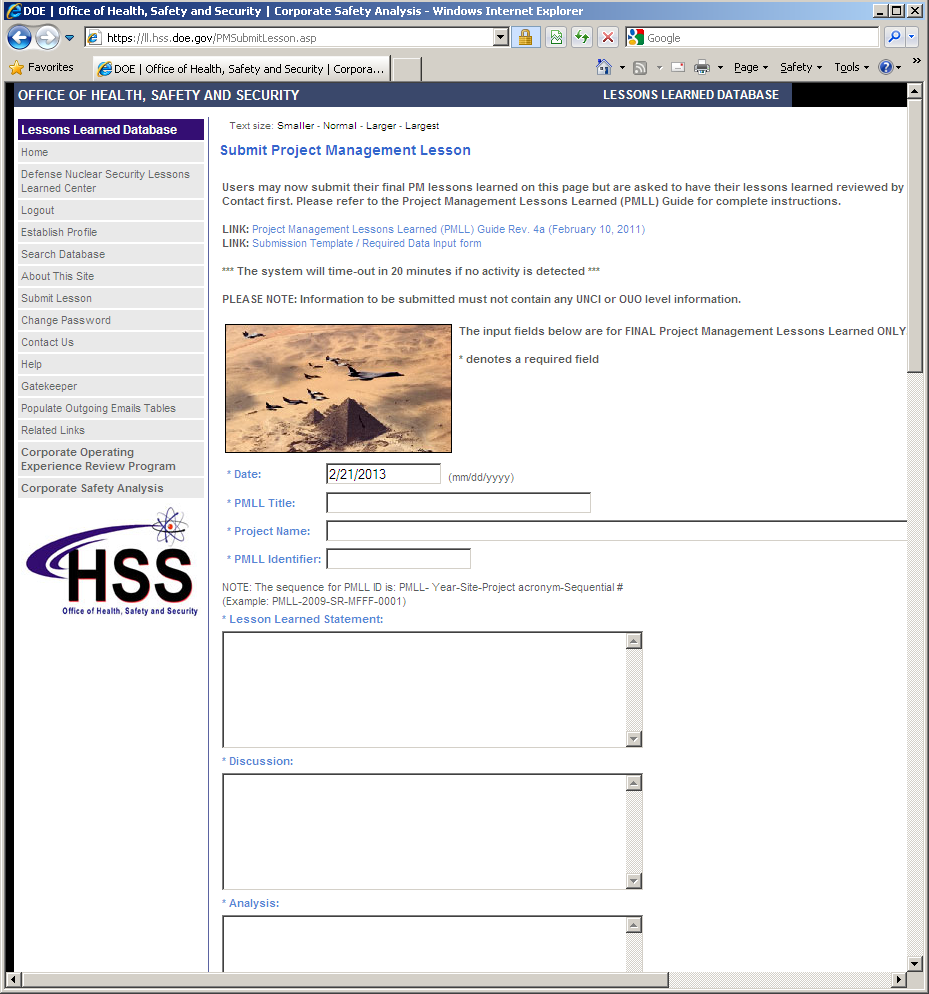 DOE | Office of Health, Safety and Security | Corporate Safety Analysis - Windows Internet Explorer
https://ll.hss.doe.gov/PMSubmitLesson.asp
Google
Favorites
DOE | Office of Health, Safety and Security | Corpora...
Page
Safety
Tools
OFFICE OF HEALTH, SAFETY AND SECURITY
LESSONS LEARNED DATABASE
Lessons Learned Database
Home
Defense Nuclear Security Lessons
Learned Center
Logout
Establish Profile
Search Database
About This Site
Submit Lesson
Change Password
Contact Us
Help
Gatekeeper
Populate Outgoing Emails Tables
Related Links
Corporate Operating
Experience Review Program
Corporate Safety Analysis
HSS
Office of Health, Safety and Security
Text size: Smaller - Normal - Larger - Largest
Submit Project Management Lesson
Users may now submit their final PM lessons learned on this page but are asked to have their lessons learned reviewed by
Contact first. Please refer to the Project Management Lessons Learned (PMLL) Guide for complete instructions.
LINK: Project Management Lessons Learned (PMLL) Guide Rev. 4a (February 10, 2011)
LINK: Submission Template / Required Data Input form
*** The system will time-out in 20 minutes if no activity is detected ***
PLEASE NOTE: Information to be submitted must not contain any UNCI or OUO level information.
The input fields below are for FINAL Project Management Lessons Learned ONLY
* denotes a required field
* Date: 2/21/2013 (mm/dd/yyyy)
* PMLL Title:
* Project Name:
* PMLL Identifier:
NOTE: The sequence for PMLL ID is: PMLL- Year-Site-Project acronym-Sequential #
(Example: PMLL-2009-SR-MFFF-0001)
* Lesson Learned Statement:
* Discussion:
* Analysis: